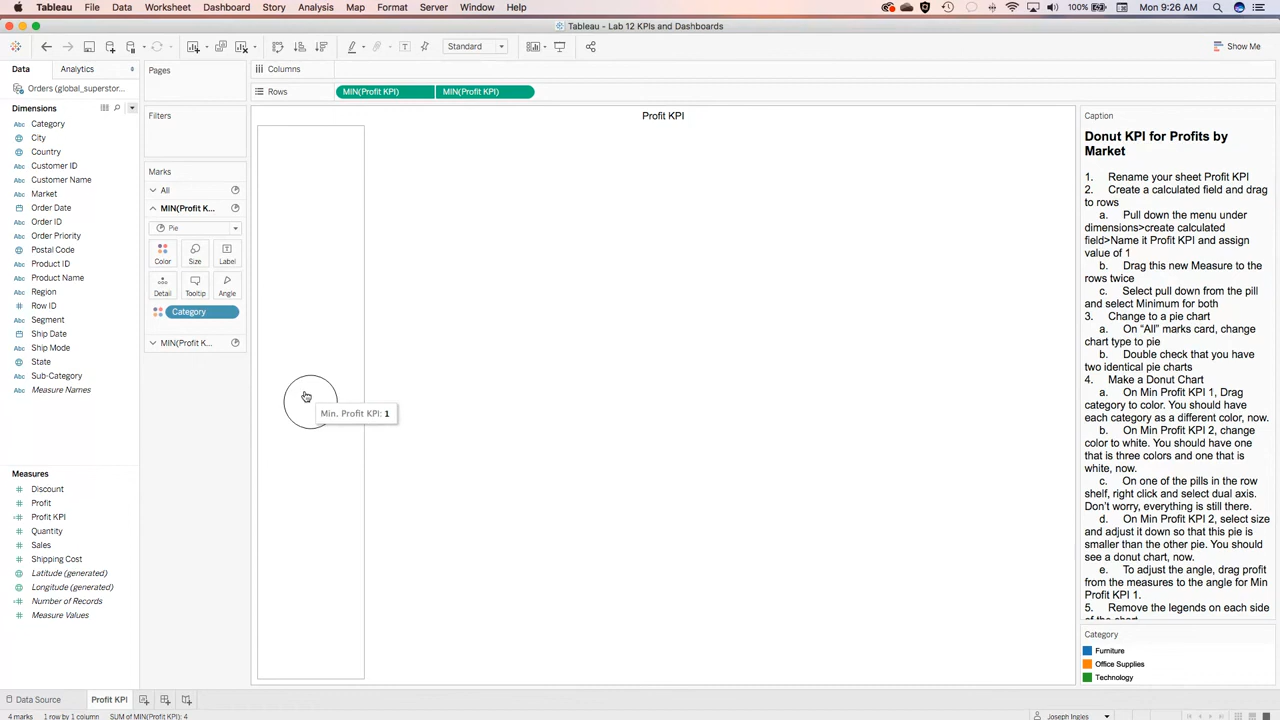 Tableau File Data Worksheet Dashboard Story Analysis Map Format Server Window Help 100% Mon 9:26 AM
Tableau - Lab 12 KPIs and Dashboards
Standard Show Me
Data Analytics Pages Columns
Orders (global_superstor... Rows MIN(Profit KPI) MIN(Profit KPI)
Dimensions
Abc Category
City
Country
Abc Customer ID
Abc Customer Name
Abc Market
Order Date
Abc Order ID
Abc Order Priority
Postal Code
Abc Product ID
Abc Product Name
Abc Region
# Row ID
Abc Segment
Ship Date
Abc Ship Mode
State
Abc Sub-Category
Abc Measure Names
Measures
# Discount
# Profit
Profit KPI
# Quantity
# Sales
# Shipping Cost
Latitude (generated)
Longitude (generated)
Number of Records
# Measure Values
Filters
Marks
All
MIN(Profit K...
Pie
Color Size Label
Detail Tooltip Angle
Category
MIN(Profit K...
Profit KPI
Min. Profit KPI: 1
Caption
Donut KPI for Profits by
Market
1. Rename your sheet Profit KPI
2. Create a calculated field and drag
to rows
a. Pull down the menu under
dimensions>create calculated
field>Name it Profit KPI and assign
value of 1
b. Drag this new Measure to the
rows twice
c. Select pull down from the pill
and select Minimum for both
3. Change to a pie chart
a. On “All” marks card, change
chart type to pie
b. Double check that you have
two identical pie charts
4. Make a Donut Chart
a. On Min Profit KPI 1, Drag
category to color. You should have
each category as a different color, now.
b. On Min Profit KPI 2, change
color to white. You should have one
that is three colors and one that is
white, now.
c. On one of the pills in the row
shelf, right click and select dual axis.
Don’t worry, everything is still there.
d. On Min Profit KPI 2, select size
and adjust it down so that this pie is
smaller than the other pie. You should
see a donut chart, now.
e. To adjust the angle, drag profit
from the measures to the angle for Min
Profit KPI 1.
5. Remove the legends on each side
of the chart
Category
Furniture
Office Supplies
Technology
Data Source Profit KPI
4 marks 1 row by 1 column SUM of MIN(Profit KPI): 4 Joseph Ingles